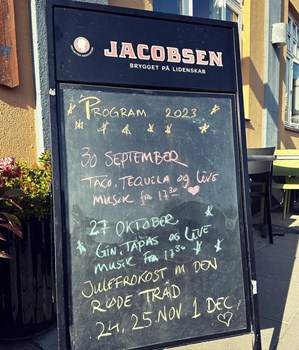 JACOBSEN
BRYGGET PÅ LIDENSKAB
PROGRAM 2023
30 SEPTEMBER
TACO, TEQUILA og LIVE
MUSIK fra 17³⁰
27 OKTOBER
GIN, TAPAS og LIVE
MUSIK fra 17³⁰
JULEFROKOST m DEN
RØDE TRÅD
24, 25. NOV. 1 DEC